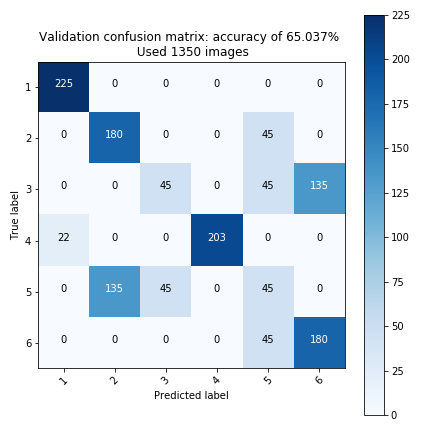 Validation confusion matrix: accuracy of 65.037%
Used 1350 images
True label
1 225 0 0 0 0 0
2 0 180 0 0 45 0
3 0 0 45 0 45 135
4 22 0 0 203 0 0
5 0 135 45 0 45 0
6 0 0 0 0 45 180
1 2 3 4 5 6
Predicted label
225
200
175
150
125
100
75
50
25
0